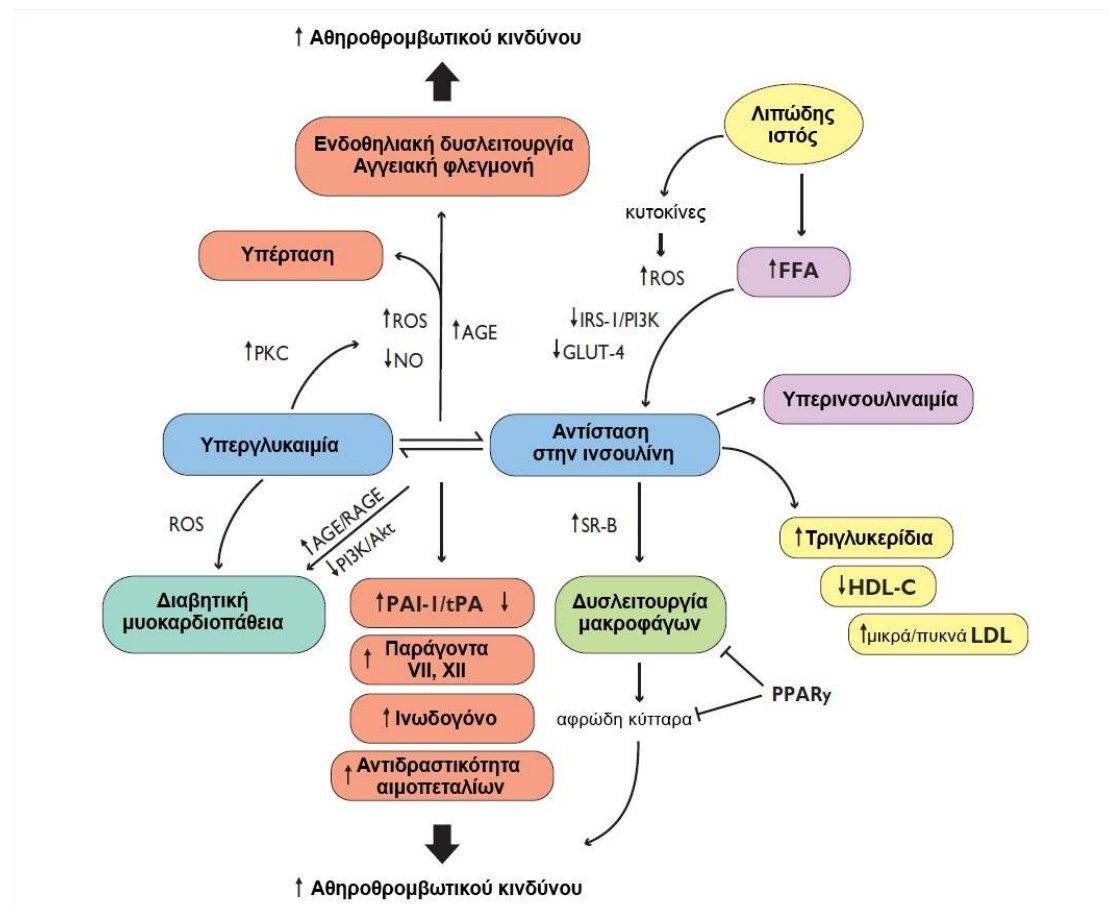 ↑ Αθηροθρομβωτικού κινδύνου
Ενδοθηλιακή δυσλειτουργία
Αγγειακή φλεγμονή
Λιπώδης
ιστός
κυτοκίνες
Υπέρταση
↑ROS
↑FFA
↑ROS
↓NO
↑AGE
↓IRS-1/PI3K
↓GLUT-4
↑PKC
Υπερινσουλιναιμία
Υπεργλυκαιμία
Αντίσταση
στην ινσουλίνη
ROS
↑AGE/RAGE
↓PI3K/Akt
↑SR-B
↑Τριγλυκερίδια
↓HDL-C
↑μικρά/πυκνά LDL
Διαβητική
μυοκαρδιοπάθεια
↑PAI-1/tPA ↓
Δυσλειτουργία
μακροφάγων
↑ Παράγοντα
VII, XII
PPARγ
↑Ινωδογόνο
αφρώδη κύτταρα
↑ Αντιδραστικότητα
αιμοπεταλίων
↑ Αθηροθρομβωτικού κινδύνου